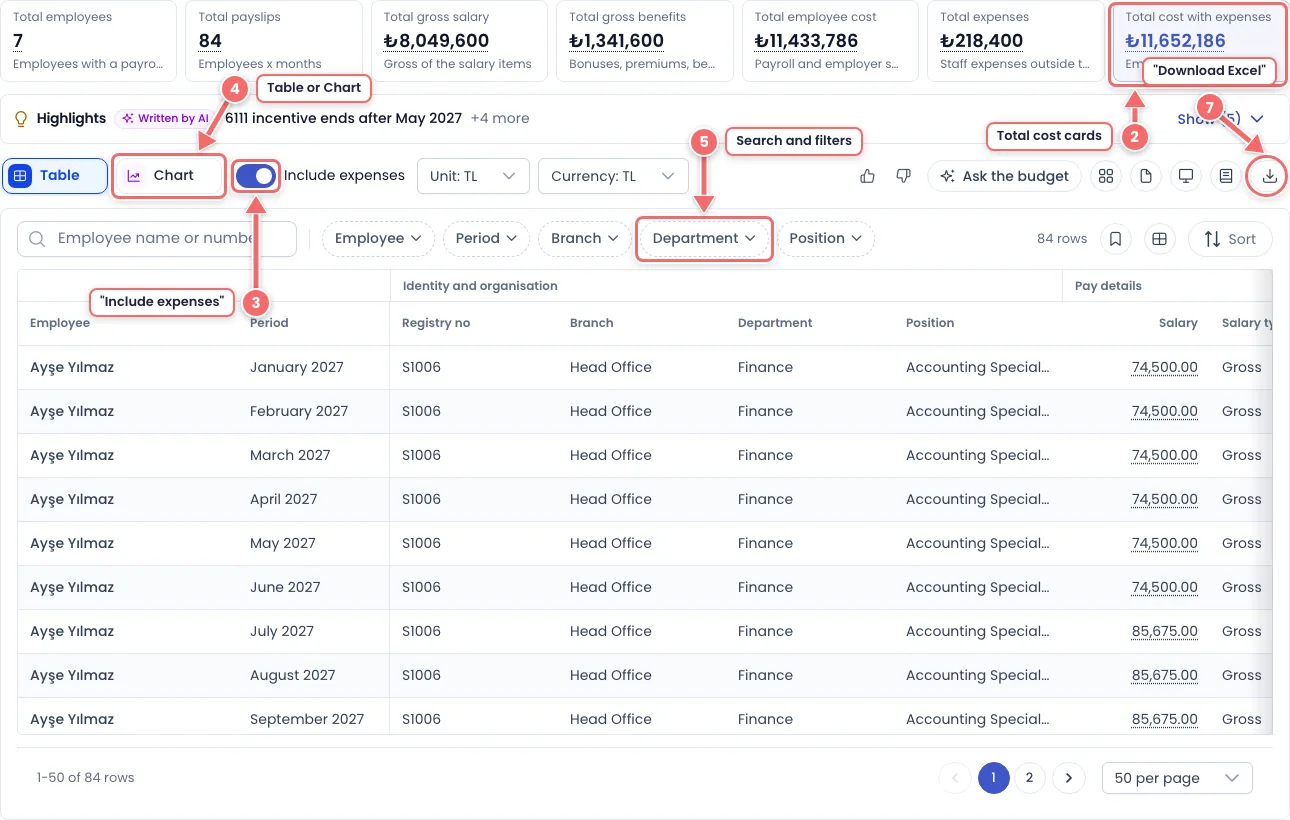 Total employees
7
Employees with a payro...
Total payslips
84
Employees x months
Total gross salary
₺8,049,600
Gross of the salary items
Total gross benefits
₺1,341,600
Bonuses, premiums, be...
Total employee cost
₺11,433,786
Payroll and employer s...
Total expenses
₺218,400
Staff expenses outside t...
Total cost with expenses
₺11,652,186
"Download Excel"
4 Table or Chart
7
Highlights Written by AI 6111 incentive ends after May 2027 +4 more
5 Search and filters
Total cost cards 2
Table Chart Include expenses Unit: TL Currency: TL Ask the budget
Employee name or number Employee Period Branch Department Position 84 rows Sort
"Include expenses" 3
Identity and organisation Pay details
Employee Period Registry no Branch Department Position Salary Salary ty
Ayşe Yılmaz January 2027 S1006 Head Office Finance Accounting Special... 74,500.00 Gross
Ayşe Yılmaz February 2027 S1006 Head Office Finance Accounting Special... 74,500.00 Gross
Ayşe Yılmaz March 2027 S1006 Head Office Finance Accounting Special... 74,500.00 Gross
Ayşe Yılmaz April 2027 S1006 Head Office Finance Accounting Special... 74,500.00 Gross
Ayşe Yılmaz May 2027 S1006 Head Office Finance Accounting Special... 74,500.00 Gross
Ayşe Yılmaz June 2027 S1006 Head Office Finance Accounting Special... 74,500.00 Gross
Ayşe Yılmaz July 2027 S1006 Head Office Finance Accounting Special... 85,675.00 Gross
Ayşe Yılmaz August 2027 S1006 Head Office Finance Accounting Special... 85,675.00 Gross
Ayşe Yılmaz September 2027 S1006 Head Office Finance Accounting Special... 85,675.00 Gross
1-50 of 84 rows 1 2 50 per page